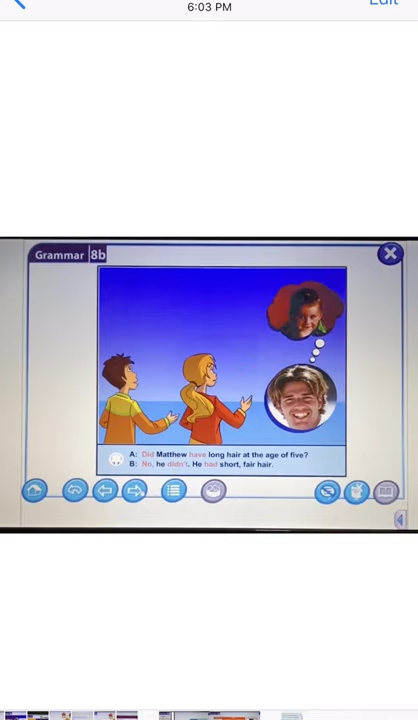 6:03 PM
Edit
Grammar 8b
A: Did Matthew have long hair at the age of five?
B: No, he didn't. He had short, fair hair.